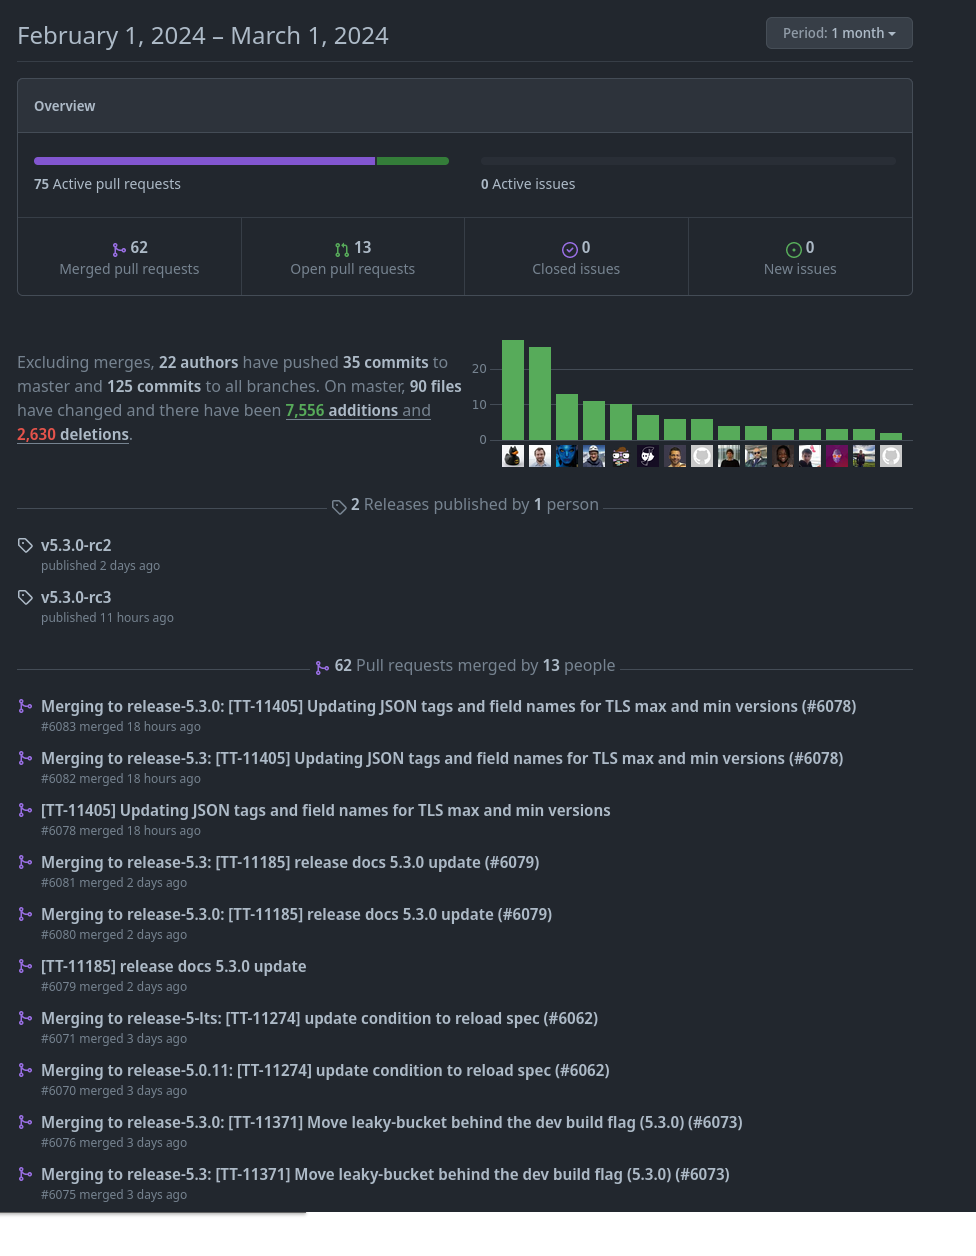 February 1, 2024 – March 1, 2024
Period: 1 month
Overview
75 Active pull requests
0 Active issues
62
Merged pull requests
13
Open pull requests
0
Closed issues
0
New issues
Excluding merges, 22 authors have pushed 35 commits to
master and 125 commits to all branches. On master, 90 files
have changed and there have been 7,556 additions and
2,630 deletions.
20
10
0
2 Releases published by 1 person
v5.3.0-rc2
published 2 days ago
v5.3.0-rc3
published 11 hours ago
62 Pull requests merged by 13 people
Merging to release-5.3.0: [TT-11405] Updating JSON tags and field names for TLS max and min versions (#6078)
#6083 merged 18 hours ago
Merging to release-5.3: [TT-11405] Updating JSON tags and field names for TLS max and min versions (#6078)
#6082 merged 18 hours ago
[TT-11405] Updating JSON tags and field names for TLS max and min versions
#6078 merged 18 hours ago
Merging to release-5.3: [TT-11185] release docs 5.3.0 update (#6079)
#6081 merged 2 days ago
Merging to release-5.3.0: [TT-11185] release docs 5.3.0 update (#6079)
#6080 merged 2 days ago
[TT-11185] release docs 5.3.0 update
#6079 merged 2 days ago
Merging to release-5-lts: [TT-11274] update condition to reload spec (#6062)
#6071 merged 3 days ago
Merging to release-5.0.11: [TT-11274] update condition to reload spec (#6062)
#6070 merged 3 days ago
Merging to release-5.3.0: [TT-11371] Move leaky-bucket behind the dev build flag (5.3.0) (#6073)
#6076 merged 3 days ago
Merging to release-5.3: [TT-11371] Move leaky-bucket behind the dev build flag (5.3.0) (#6073)
#6075 merged 3 days ago